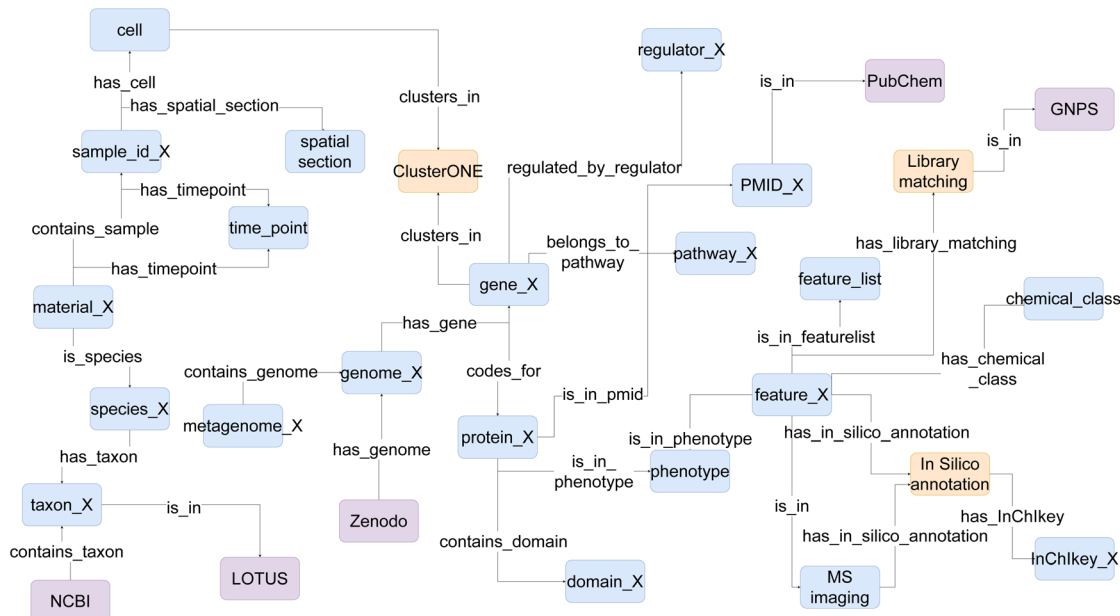 cell
regulator_X
is_in
PubChem
has_cell
clusters_in
GNPS
has_spatial_section
is_in
sample_id_X
spatial
section
ClusterONE
regulated_by_regulator
PMID_X
Library
matching
has_timepoint
contains_sample
time_point
clusters_in
belongs_to_
pathway
pathway_X
has_library_matching
has_timepoint
gene_X
feature_list
chemical_class
material_X
has_gene
is_in_featurelist
is_species
contains_genome
genome_X
codes_for
is_in_pmid
has_chemical
_class
feature_X
species_X
metagenome_X
protein_X
is_in_phenotype
has_in_silico_annotation
has_taxon
has_genome
is_in_
phenotype
phenotype
In Silico
annotation
taxon_X
is_in
Zenodo
is_in
has_InChIkey
contains_taxon
contains_domain
has_in_silico_annotation
NCBI
LOTUS
domain_X
MS
imaging
InChIkey_X